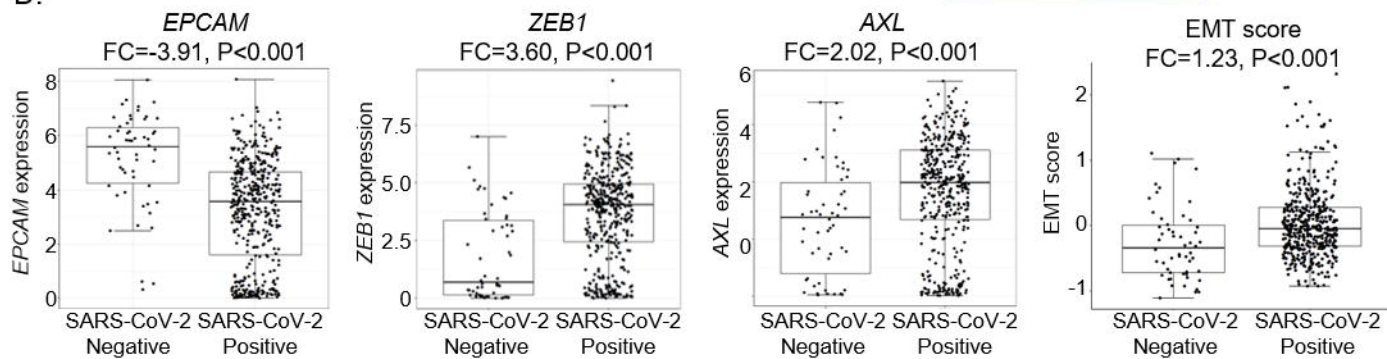 EPCAM
FC=-3.91, P<0.001
EPCAM expression
8
6
4
2
0
SARS-CoV-2
Negative
SARS-CoV-2
Positive
ZEB1
FC=3.60, P<0.001
ZEB1 expression
7.5
5.0
2.5
0
SARS-CoV-2
Negative
SARS-CoV-2
Positive
AXL
FC=2.02, P<0.001
AXL expression
6
4
2
0
SARS-CoV-2
Negative
SARS-CoV-2
Positive
EMT score
FC=1.23, P<0.001
EMT score
2
1
0
-1
SARS-CoV-2
Negative
SARS-CoV-2
Positive